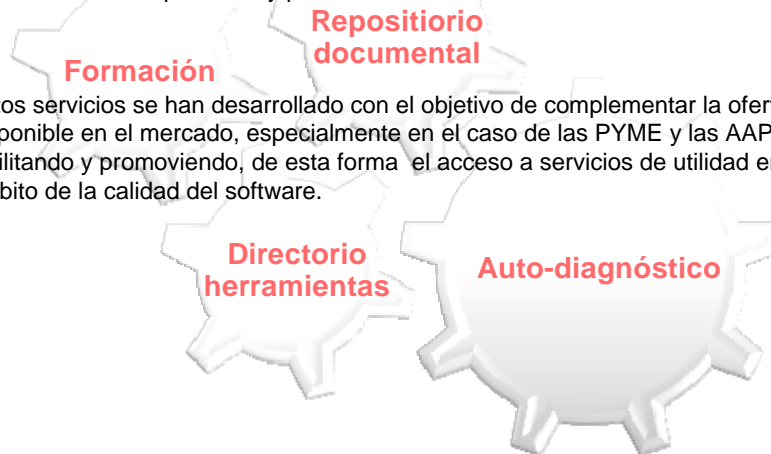 Repositiorio
documental
Formación
tos servicios se han desarrollado con el objetivo de complementar la ofert
ponible en el mercado, especialmente en el caso de las PYME y las AAP
ilitando y promoviendo, de esta forma el acceso a servicios de utilidad en
bito de la calidad del software.
Directorio
herramientas
Auto-diagnóstico